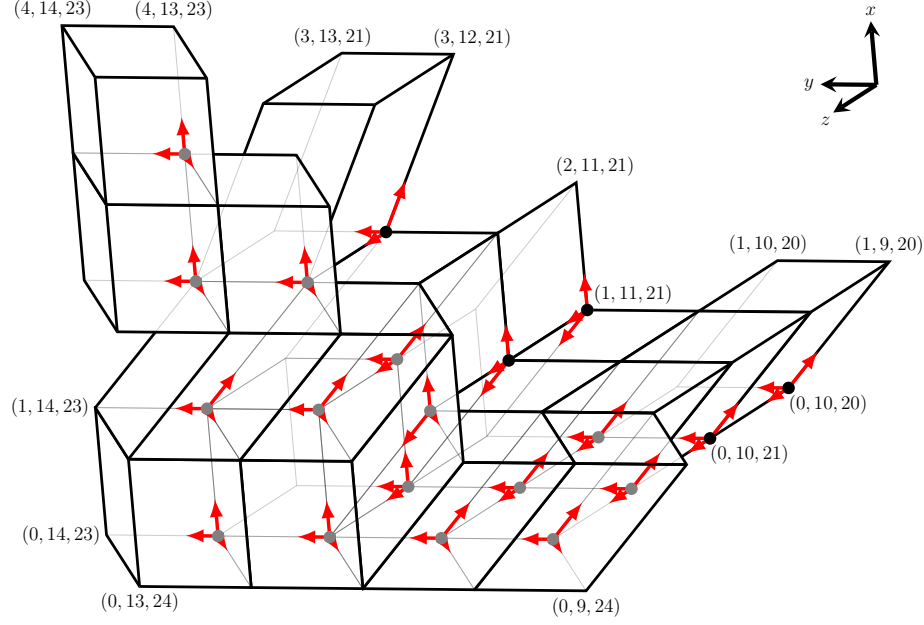 (4, 14, 23)
(4, 13, 23)
x
(3, 13, 21)
(3, 12, 21)
y
z
(2, 11, 21)
(1, 10, 20)
(1, 9, 20)
(1, 11, 21)
(1, 14, 23)
(0, 10, 20)
(0, 10, 21)
(0, 14, 23)
(0, 13, 24)
(0, 9, 24)